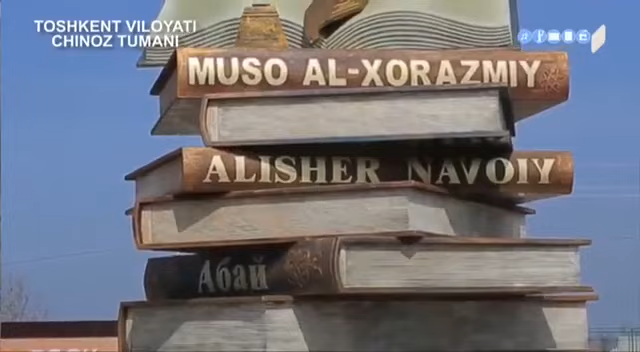 TOSHKENT VILOYATI
CHINOZ TUMANI
MUSO AL-XORAZMIY
ALISHER NAVOIY
Абай